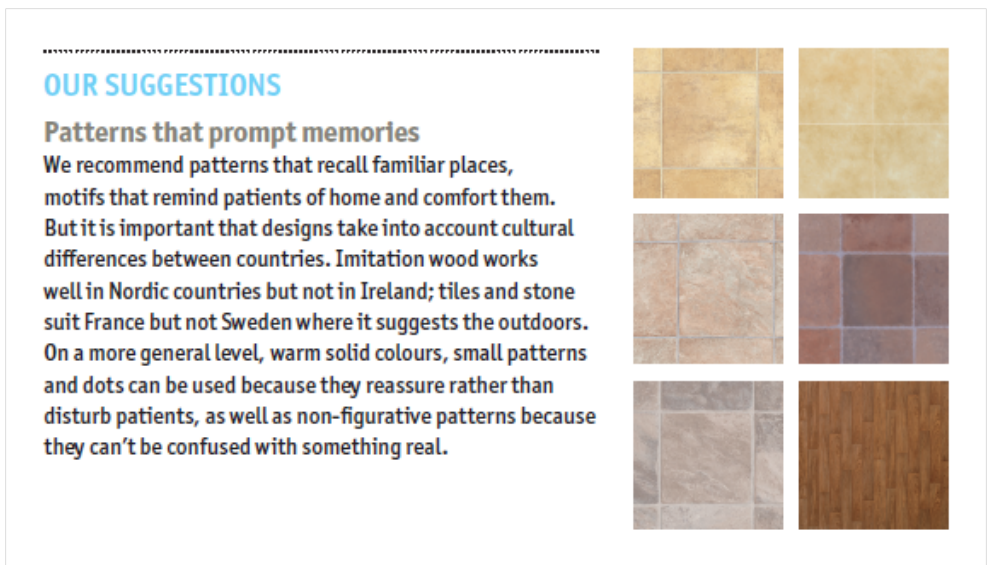 OUR SUGGESTIONS
Patterns that prompt memories
We recommend patterns that recall familiar places,
motifs that remind patients of home and comfort them.
But it is important that designs take into account cultural
differences between countries. Imitation wood works
well in Nordic countries but not in Ireland; tiles and stone
suit France but not Sweden where it suggests the outdoors.
On a more general level, warm solid colours, small patterns
and dots can be used because they reassure rather than
disturb patients, as well as non-figurative patterns because
they can’t be confused with something real.